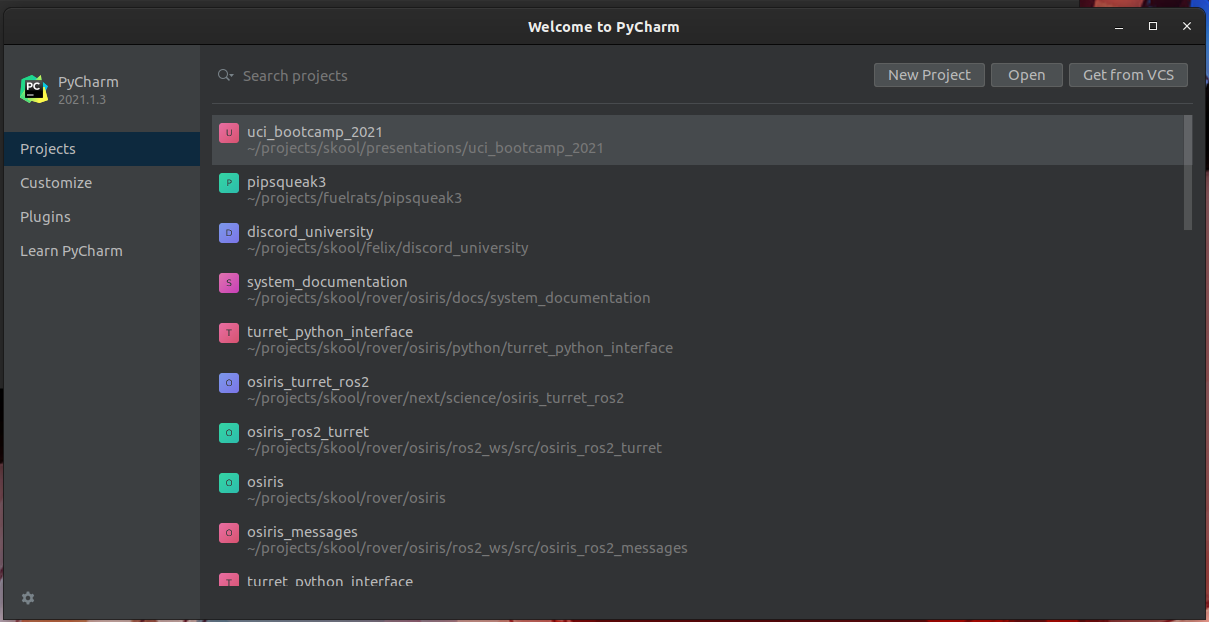 Welcome to PyCharm
PC
PyCharm
2021.1.3
Projects
Customize
Plugins
Learn PyCharm
Search projects
New Project
Open
Get from VCS
U
uci_bootcamp_2021
~/projects/skool/presentations/uci_bootcamp_2021
P
pipsqueak3
~/projects/fuelrats/pipsqueak3
D
discord_university
~/projects/skool/felix/discord_university
S
system_documentation
~/projects/skool/rover/osiris/docs/system_documentation
T
turret_python_interface
~/projects/skool/rover/osiris/python/turret_python_interface
O
osiris_turret_ros2
~/projects/skool/rover/next/science/osiris_turret_ros2
O
osiris_ros2_turret
~/projects/skool/rover/osiris/ros2_ws/src/osiris_ros2_turret
O
osiris
~/projects/skool/rover/osiris
O
osiris_messages
~/projects/skool/rover/osiris/ros2_ws/src/osiris_ros2_messages
T
turret_python_interface